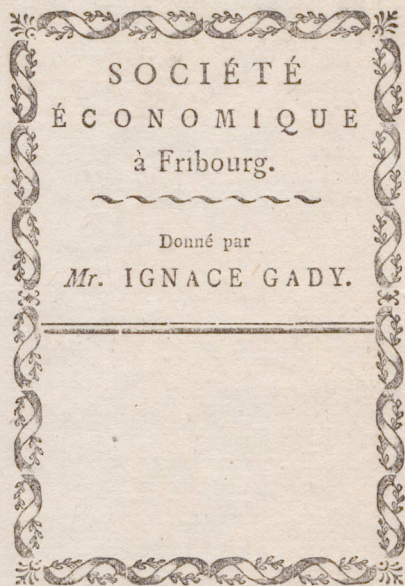 SOCIÉTÉ
ÉCONOMIQUE
à Fribourg.
Donné par
Mr. IGNACE GADY.